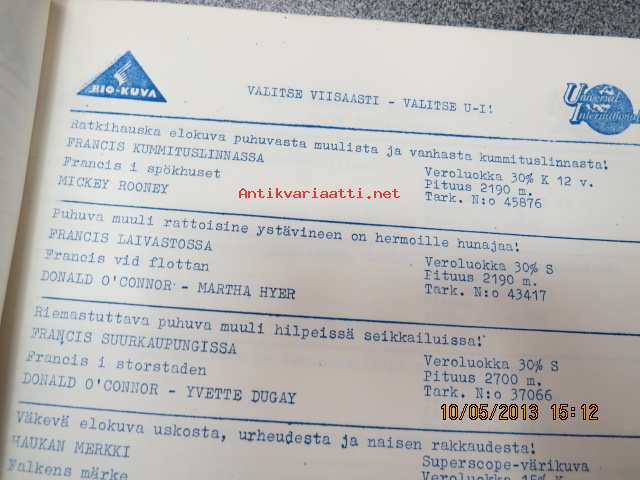 BIO-KUVA
VALITSE VIISAASTI - VALITSE U-I!
Universal International
Ratkihauska elokuva puhuvasta muulista ja vanhasta kummituslinnasta!
FRANCIS KUMMITUSLINNASSA
Francis i spökhuset
MICKEY ROONEY
Veroluokka 30% K 12 v.
Pituus 2190 m.
Tark. N:o 45876
Antikvariaatti.net
Puhuva muuli rattoisine ystävineen on hermoille hunajaa!
FRANCIS LAIVASTOSSA
Francis vid flottan
DONALD O'CONNOR - MARTHA HYER
Veroluokka 30% S
Pituus 2190 m.
Tark. N:o 43417
Riemastuttava puhuva muuli hilpeissä seikkailuissa!
FRANCIS SUURKAUPUNGISSA
Francis i storstaden
DONALD O'CONNOR - YVETTE DUGAY
Veroluokka 30% S
Pituus 2700 m.
Tark. N:o 37066
10/05/2013 15:12
Väkevä elokuva uskosta, urheudesta ja naisen rakkaudesta!
HAUKAN MERKKI
Falkens märke
Superscope-värikuva
Veroluokka 15% K